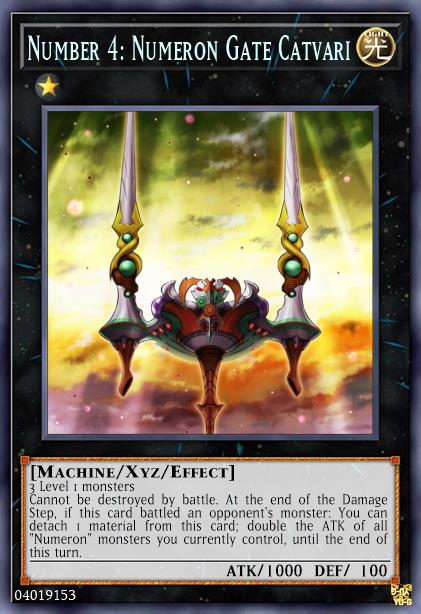 Number 4: Numeron Gate Catvari
LIGHT
光
[Machine/Xyz/Effect]
3 Level 1 monsters
Cannot be destroyed by battle. At the end of the Damage
Step, if this card battled an opponent's monster: You can
detach 1 material from this card; double the ATK of all
"Numeron" monsters you currently control, until the end of
this turn.
ATK/1000 DEF/ 100
04019153